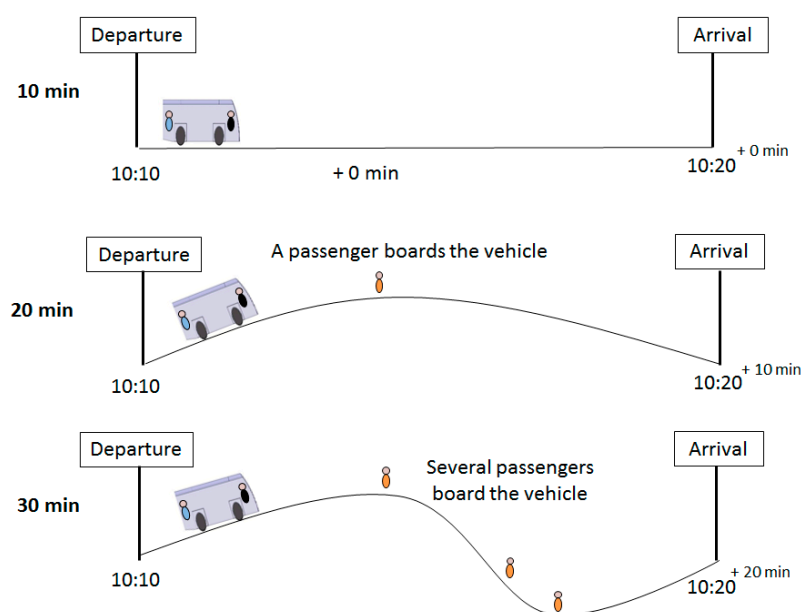 Departure
Arrival
10 min
10:10
+ 0 min
10:20 + 0 min
Departure
A passenger boards the vehicle
Arrival
20 min
10:10
10:20 + 10 min
Departure
Arrival
Several passengers
board the vehicle
30 min
10:10
10:20 + 20 min